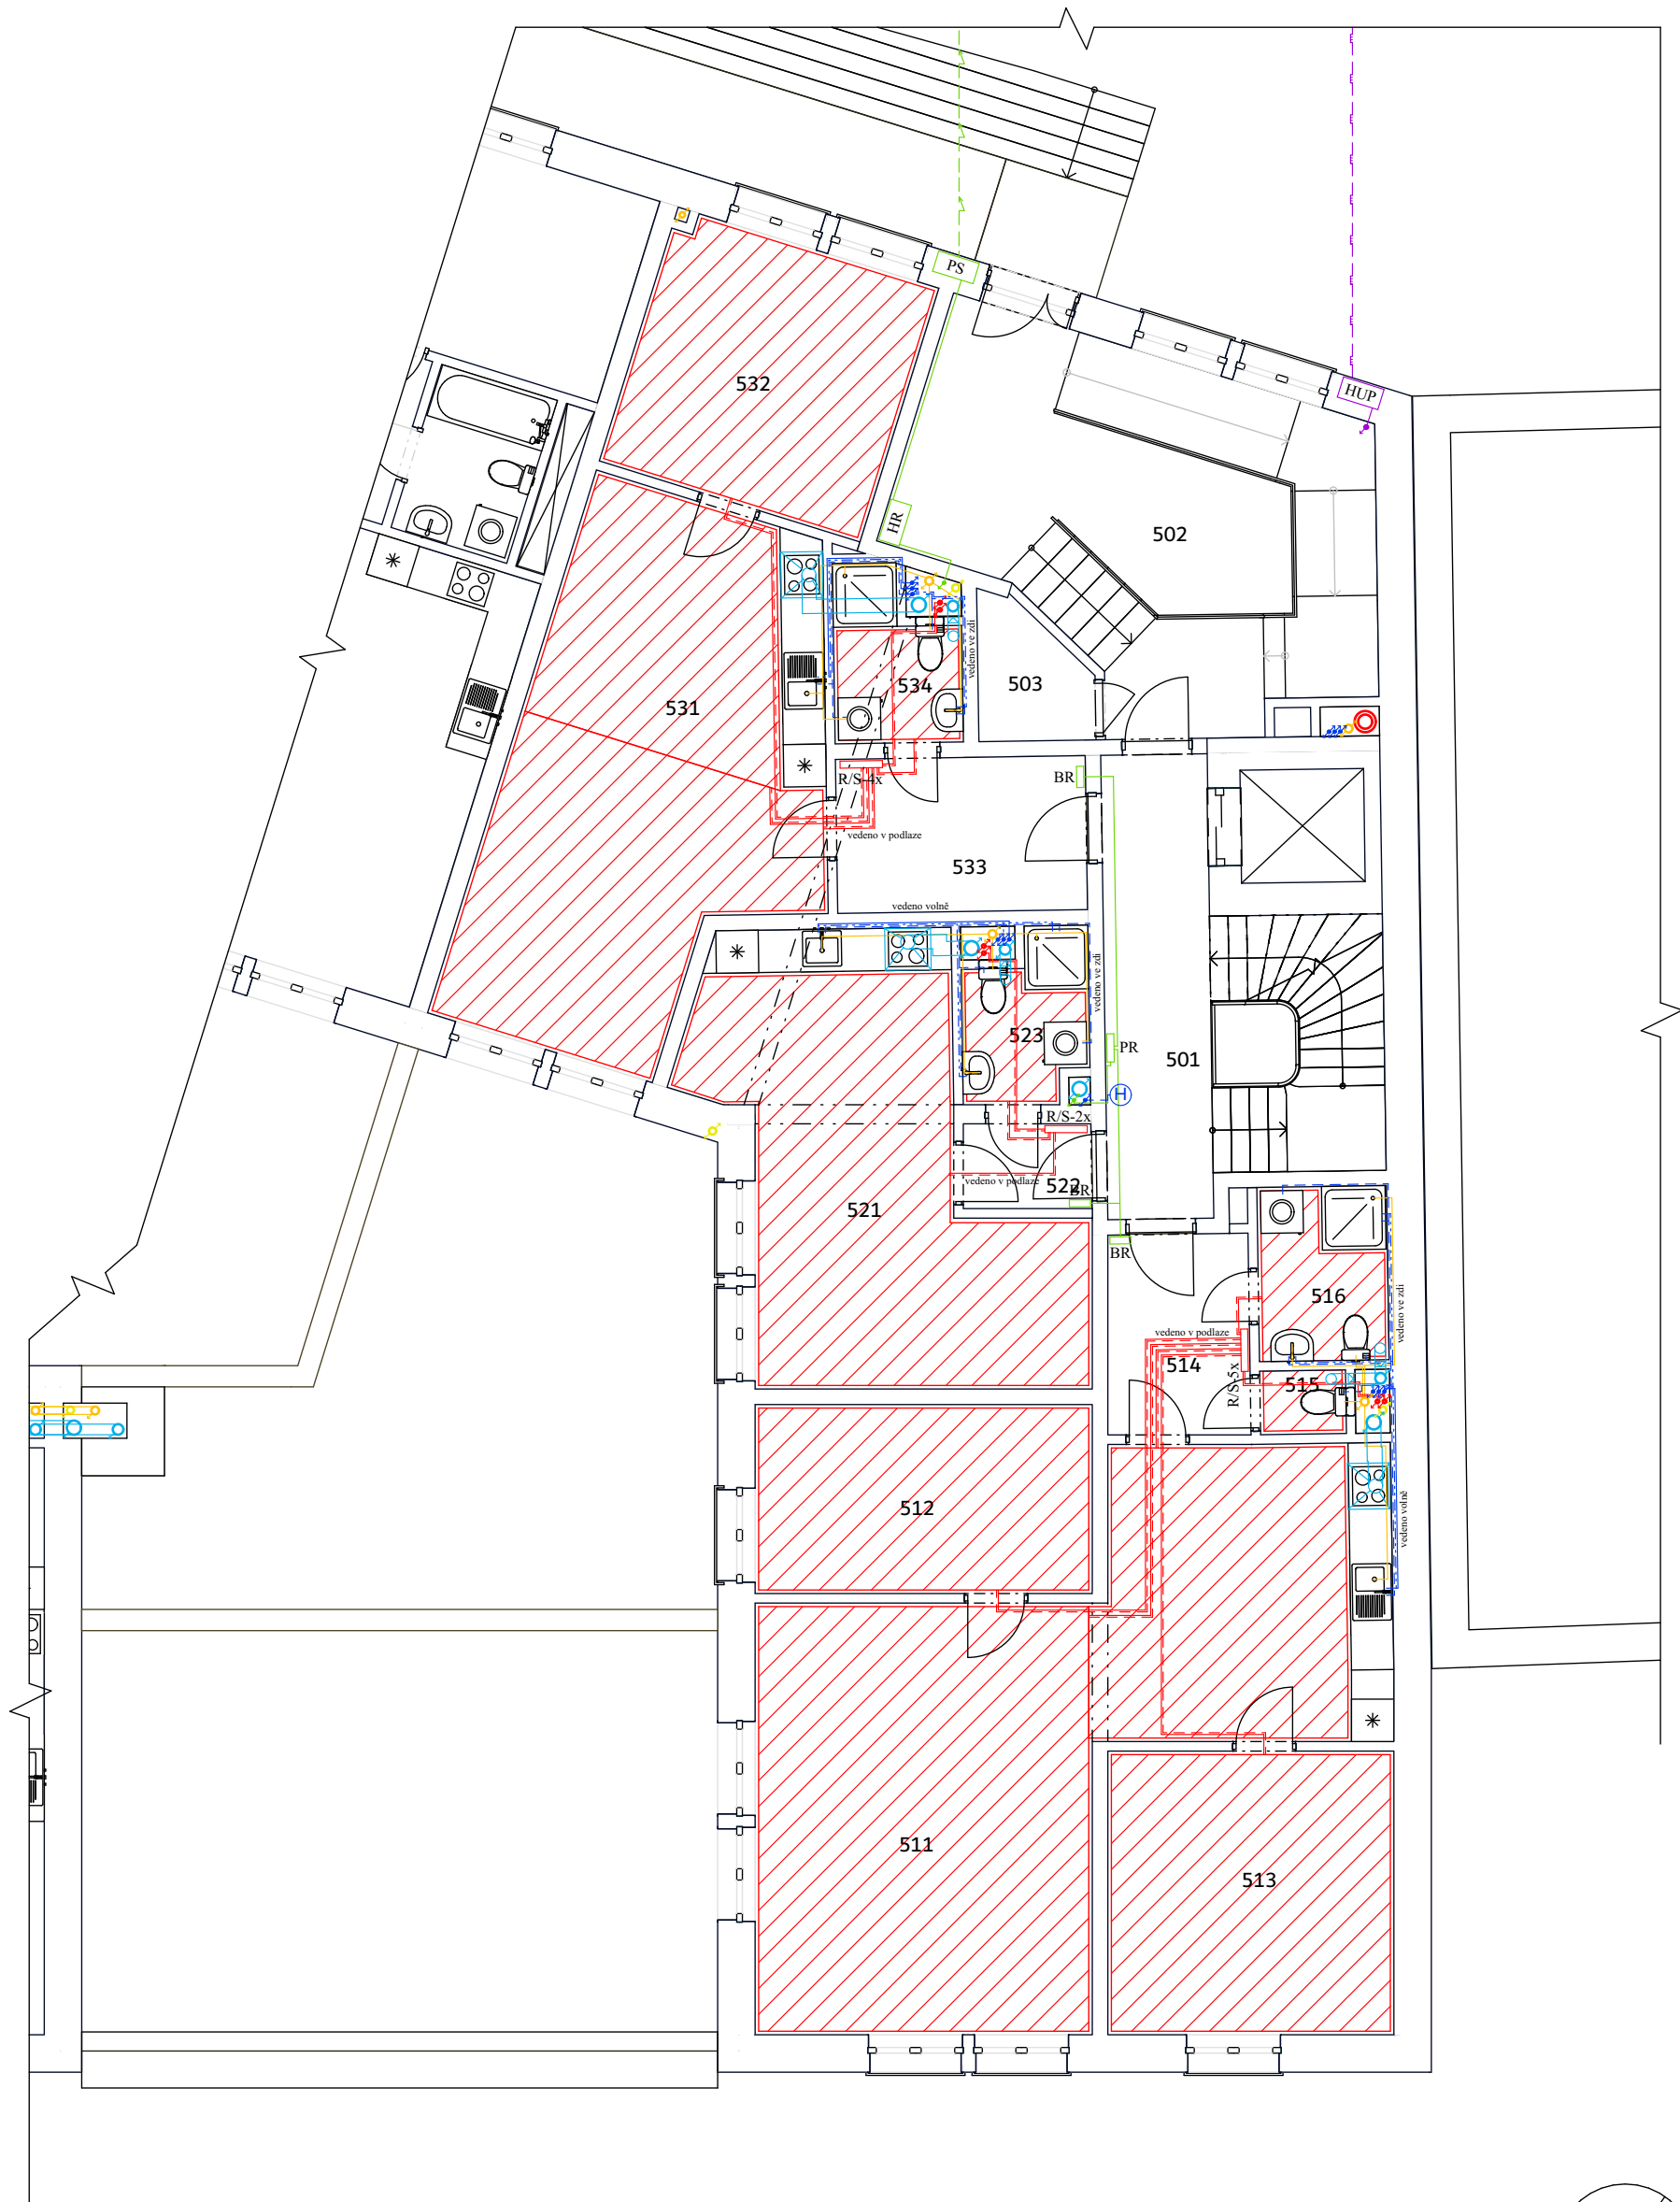 PS
532
HUP
HR
502
vedeno ve zdi
534
503
531
R/S-4x
BR
vedeno v podlaze
533
vedeno volně
vedeno ve zdi
523
PR
501
H
R/S-2x
vedeno v podlaze
522
BR
521
BR
516
vedeno ve zdi
vedeno v podlaze
514
R/S-5x
515
512
vedeno volně
511
513